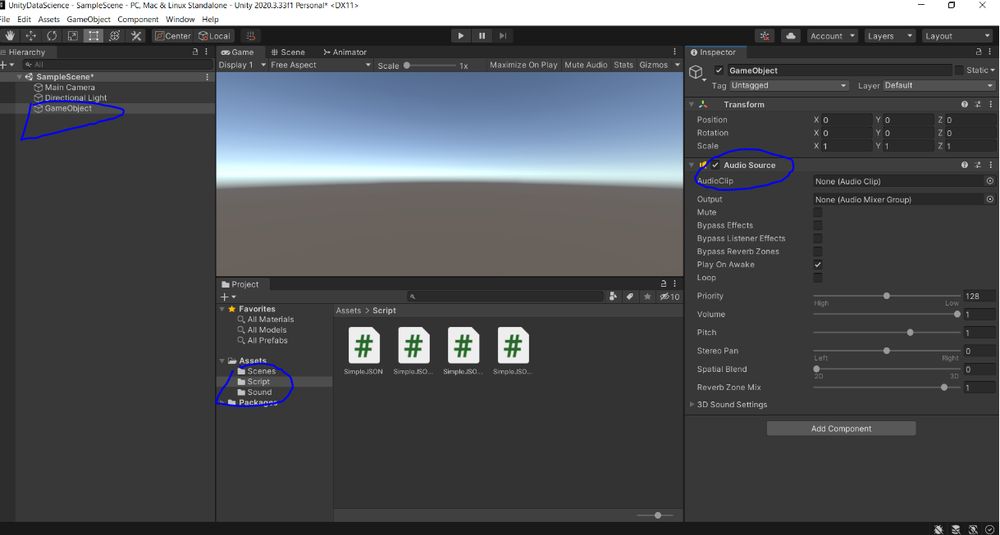 UnityDataScience - SampleScene - PC, Mac & Linux Standalone - Unity 2020.3.33f1 Personal* <DX11>
File Edit Assets GameObject Component Window Help
Center Local Account Layers Layout
Hierarchy
All
SampleScene*
Main Camera
Directional Light
GameObject
Game Scene Animator
Display 1 Free Aspect Scale 1x Maximize On Play Mute Audio Stats Gizmos
Project
10
Favorites
All Materials
All Models
All Prefabs
Assets
Scenes
Script
Sound
Packages
Assets > Script
SimpleJSON SimpleJSO... SimpleJSO... SimpleJSO...
Inspector
GameObject Static
Tag Untagged Layer Default
Transform
Position X 0 Y 0 Z 0
Rotation X 0 Y 0 Z 0
Scale X 1 Y 1 Z 1
Audio Source
AudioClip None (Audio Clip)
Output None (Audio Mixer Group)
Mute
Bypass Effects
Bypass Listener Effects
Bypass Reverb Zones
Play On Awake
Loop
Priority 128
High Low
Volume 1
Pitch 1
Stereo Pan 0
Left Right
Spatial Blend 0
2D 3D
Reverb Zone Mix 1
3D Sound Settings
Add Component